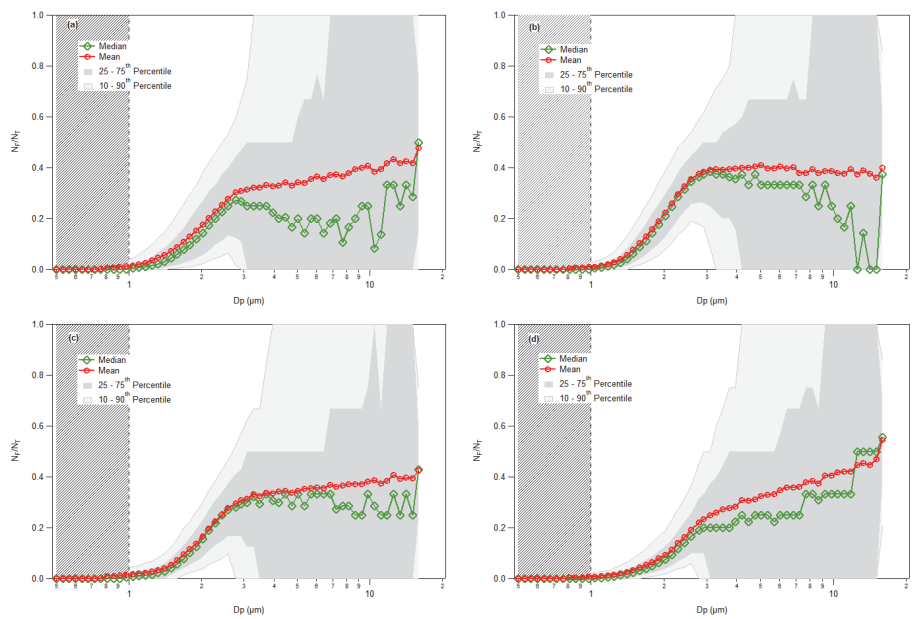 (a)
Median
Mean
25 - 75th Percentile
10 - 90th Percentile
1.0
0.8
0.6
0.4
0.2
0.0
NF/NT
5 6 7 8 9 1 2 3 4 5 6 7 8 9 10 2
Dp (µm)
(b)
Median
Mean
25 - 75th Percentile
10 - 90th Percentile
1.0
0.8
0.6
0.4
0.2
0.0
NF/NT
5 6 7 8 9 1 2 3 4 5 6 7 8 9 10 2
Dp (µm)
(c)
Median
Mean
25 - 75th Percentile
10 - 90th Percentile
1.0
0.8
0.6
0.4
0.2
0.0
NF/NT
5 6 7 8 9 1 2 3 4 5 6 7 8 9 10 2
Dp (µm)
(d)
Median
Mean
25 - 75th Percentile
10 - 90th Percentile
1.0
0.8
0.6
0.4
0.2
0.0
NF/NT
5 6 7 8 9 1 2 3 4 5 6 7 8 9 10 2
Dp (µm)